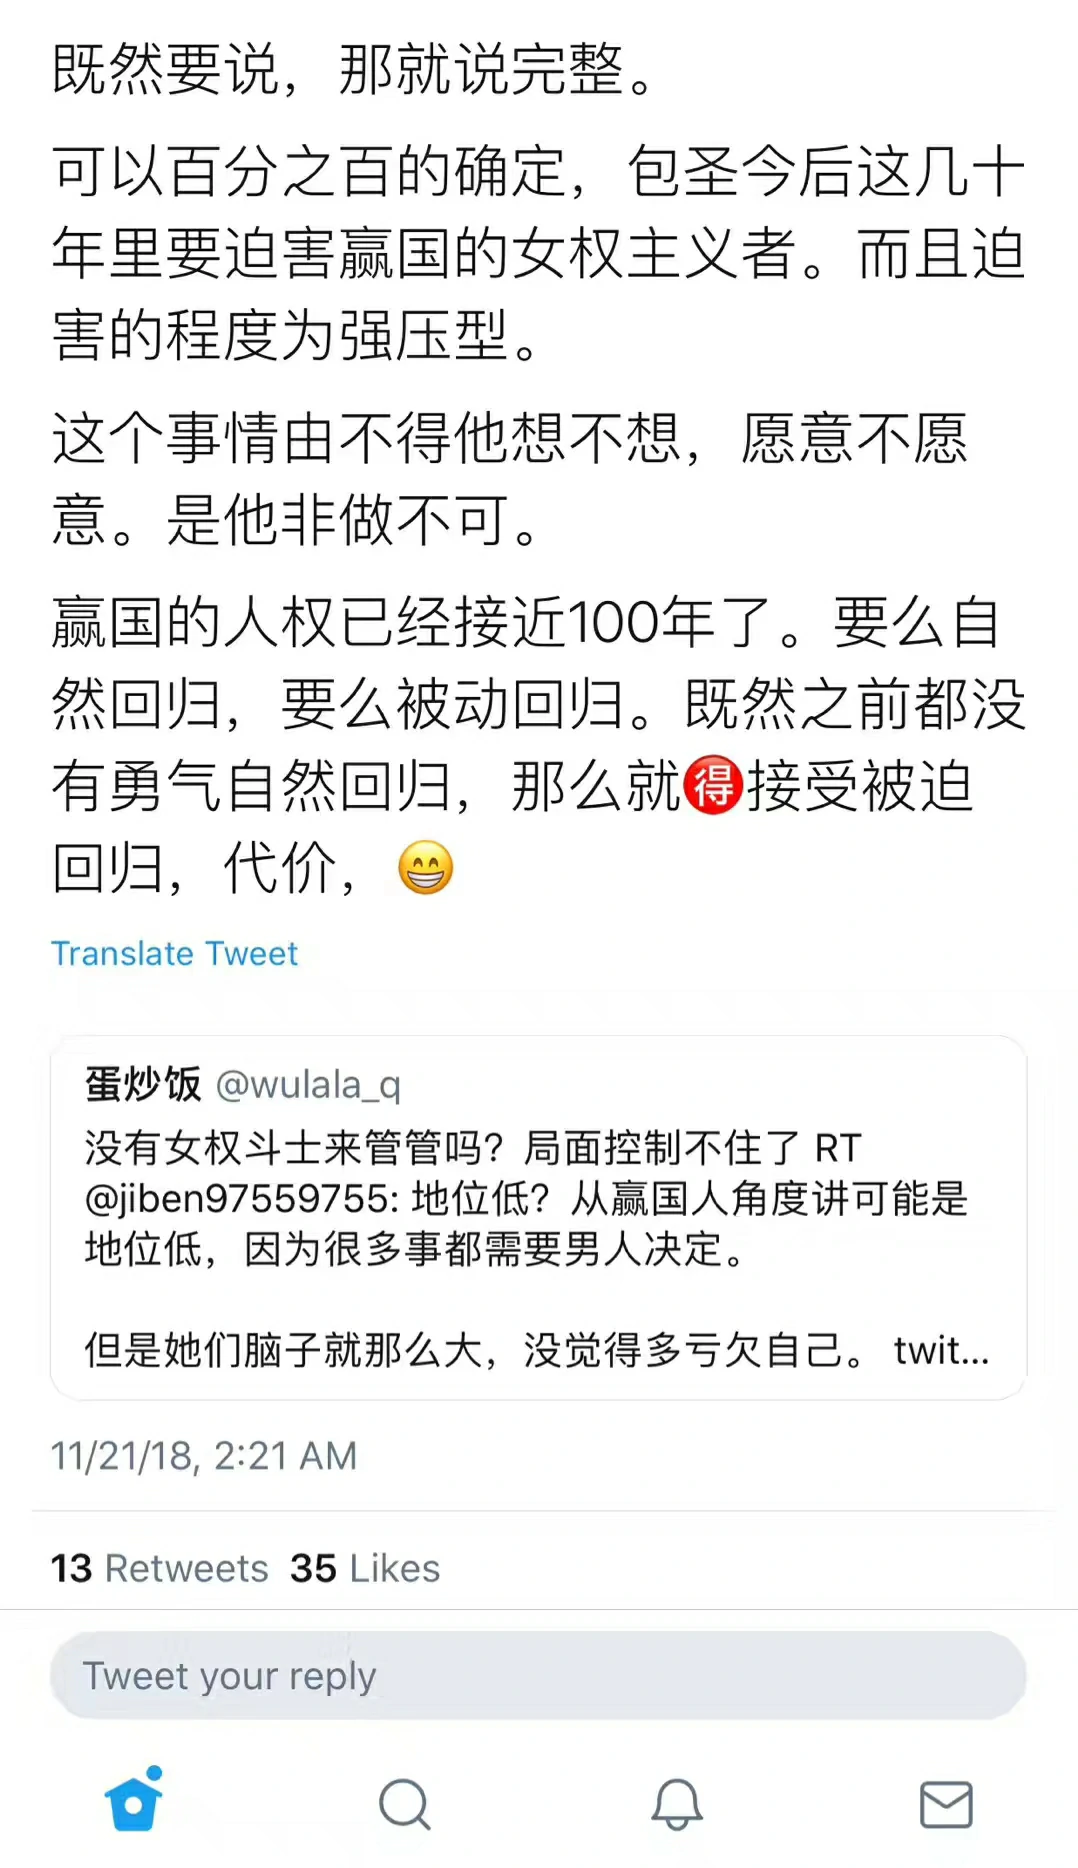 既然要说，那就说完整。
可以百分之百的确定，包圣今后这几十
年里要迫害赢国的女权主义者。而且迫
害的程度为强压型。
这个事情由不得他想不想，愿意不愿
意。是他非做不可。
赢国的人权已经接近100年了。要么自
然回归，要么被动回归。既然之前都没
有勇气自然回归，那么就🉐接受被迫
回归，代价，😁
Translate Tweet
蛋炒饭 @wulala_q
没有女权斗士来管管吗？局面控制不住了 RT
@jiben97559755: 地位低？从赢国人角度讲可能是
地位低，因为很多事都需要男人决定。
但是她们脑子就那么大，没觉得多亏欠自己。 twit...
11/21/18, 2:21 AM
13 Retweets 35 Likes
Tweet your reply